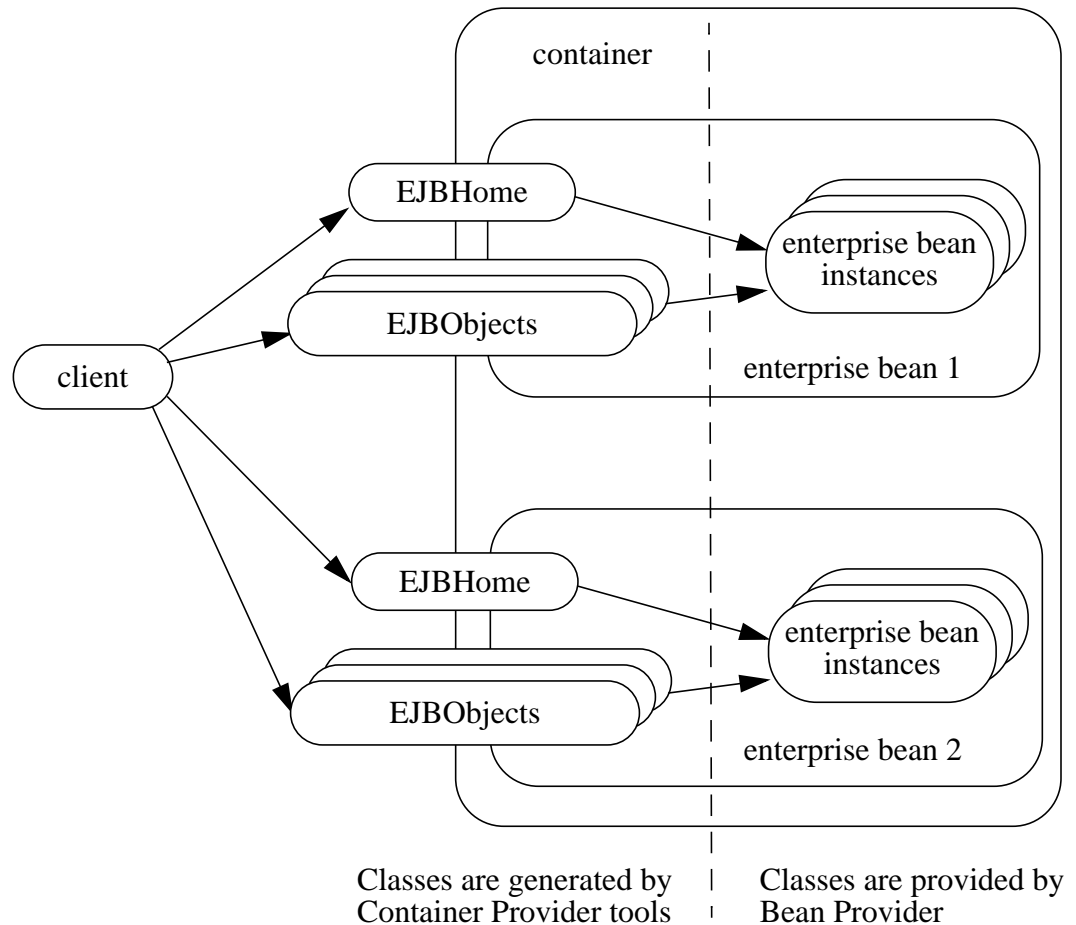 container
EJBHome
enterprise bean
instances
EJBObjects
enterprise bean 1
client
EJBHome
enterprise bean
instances
EJBObjects
enterprise bean 2
Classes are generated by
Container Provider tools
Classes are provided by
Bean Provider